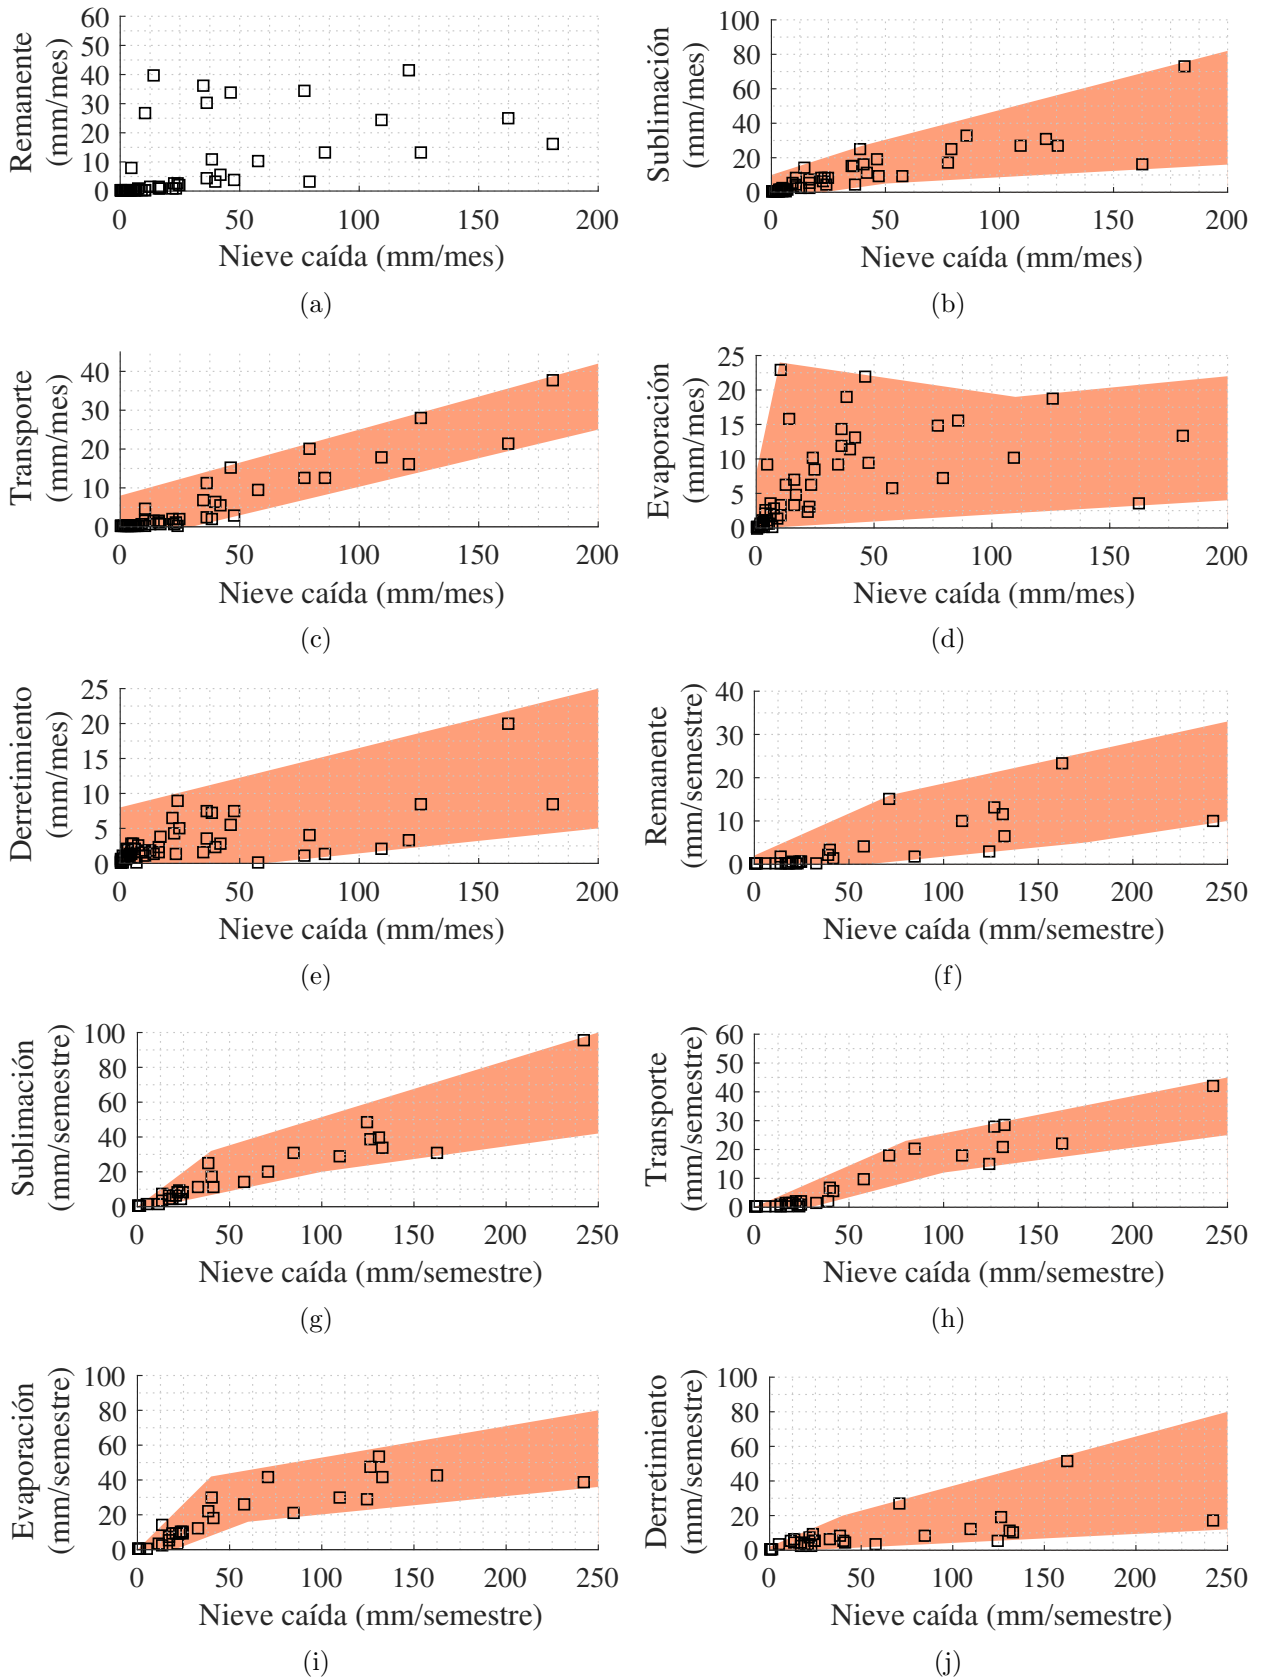 Remanente
(mm/mes)
60
50
40
30
20
10
0
0 50 100 150 200
Nieve caída (mm/mes)
(a)
Sublimación
(mm/mes)
100
80
60
40
20
0
0 50 100 150 200
Nieve caída (mm/mes)
(b)
Transporte
(mm/mes)
40
30
20
10
0
0 50 100 150 200
Nieve caída (mm/mes)
(c)
Evaporación
(mm/mes)
25
20
15
10
5
0
0 50 100 150 200
Nieve caída (mm/mes)
(d)
Derretimiento
(mm/mes)
25
20
15
10
5
0
0 50 100 150 200
Nieve caída (mm/mes)
(e)
Remanente
(mm/semestre)
40
30
20
10
0
0 50 100 150 200 250
Nieve caída (mm/semestre)
(f)
Sublimación
(mm/semestre)
100
80
60
40
20
0
0 50 100 150 200 250
Nieve caída (mm/semestre)
(g)
Transporte
(mm/semestre)
60
50
40
30
20
10
0
0 50 100 150 200 250
Nieve caída (mm/semestre)
(h)
Evaporación
(mm/semestre)
100
80
60
40
20
0
0 50 100 150 200 250
Nieve caída (mm/semestre)
(i)
Derretimiento
(mm/semestre)
100
80
60
40
20
0
0 50 100 150 200 250
Nieve caída (mm/semestre)
(j)